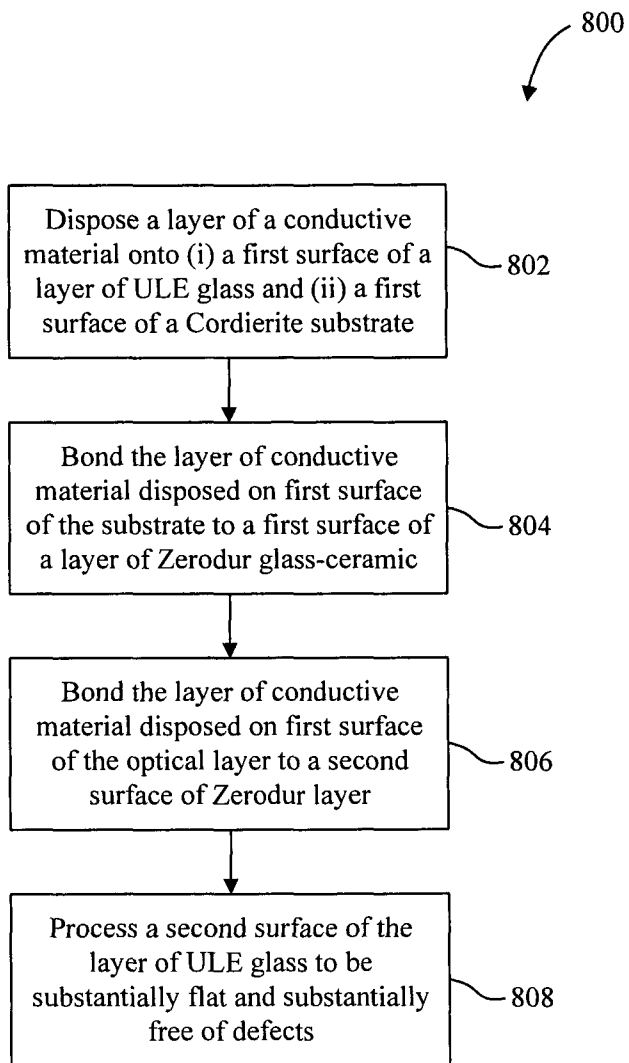 800
Dispose a layer of a conductive
material onto (i) a first surface of a
layer of ULE glass and (ii) a first
surface of a Cordierite substrate
802
Bond the layer of conductive
material disposed on first surface
of the substrate to a first surface of
a layer of Zerodur glass-ceramic
804
Bond the layer of conductive
material disposed on first surface
of the optical layer to a second
surface of Zerodur layer
806
Process a second surface of the
layer of ULE glass to be
substantially flat and substantially
free of defects
808